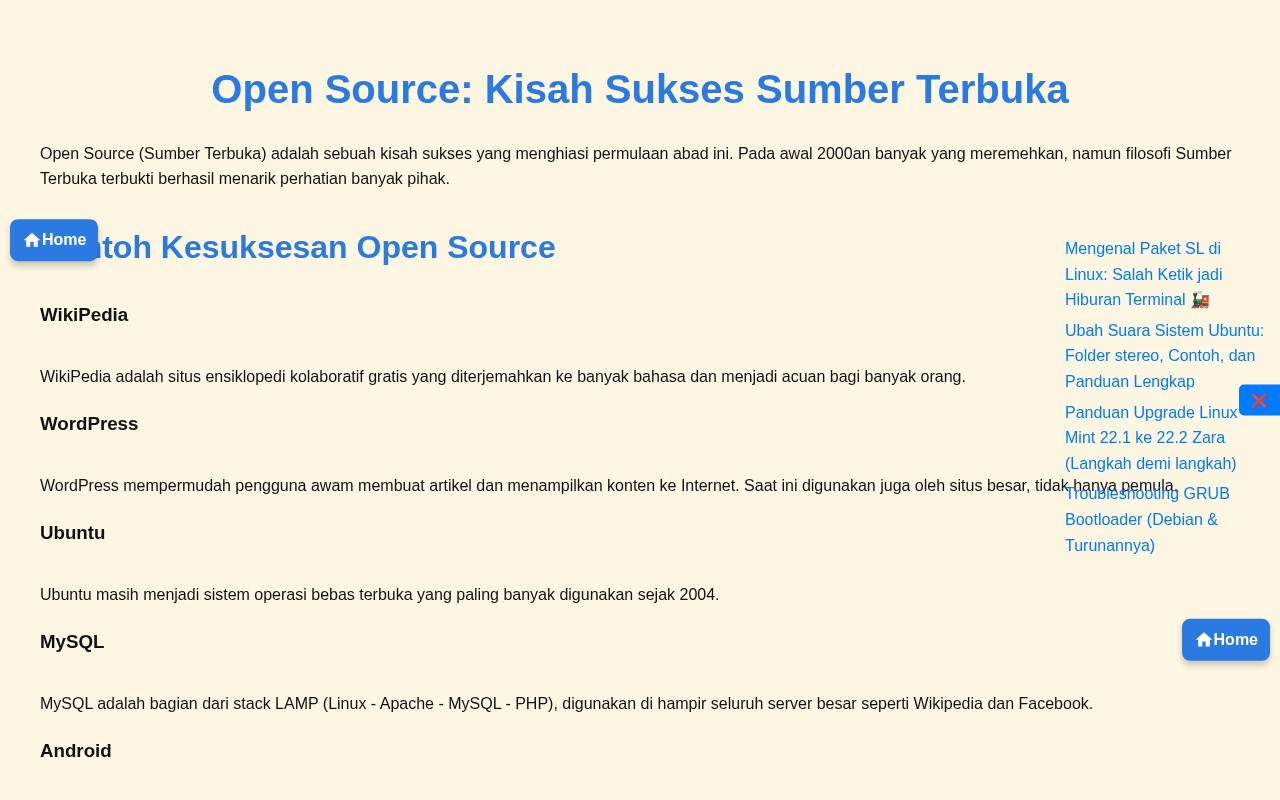 Open Source: Kisah Sukses Sumber Terbuka
Open Source (Sumber Terbuka) adalah sebuah kisah sukses yang menghiasi permulaan abad ini. Pada awal 2000an banyak yang meremehkan, namun filosofi Sumber
Terbuka terbukti berhasil menarik perhatian banyak pihak.
Home
Kesuksesan Open Source
WikiPedia
WikiPedia adalah situs ensiklopedi kolaboratif gratis yang diterjemahkan ke banyak bahasa dan menjadi acuan bagi banyak orang.
WordPress
WordPress mempermudah pengguna awam membuat artikel dan menampilkan konten ke Internet. Saat ini digunakan juga oleh situs besar, tidak hanya pemula.
Ubuntu
Ubuntu masih menjadi sistem operasi bebas terbuka yang paling banyak digunakan sejak 2004.
MySQL
MySQL adalah bagian dari stack LAMP (Linux - Apache - MySQL - PHP), digunakan di hampir seluruh server besar seperti Wikipedia dan Facebook.
Android
Mengenal Paket SL di
Linux: Salah Ketik jadi
Hiburan Terminal 🚂
Ubah Suara Sistem Ubuntu:
Folder stereo, Contoh, dan
Panduan Lengkap
Panduan Upgrade Linux
Mint 22.1 ke 22.2 Zara
(Langkah demi langkah)
Troubleshooting GRUB
Bootloader (Debian &
Turunannya)
Home